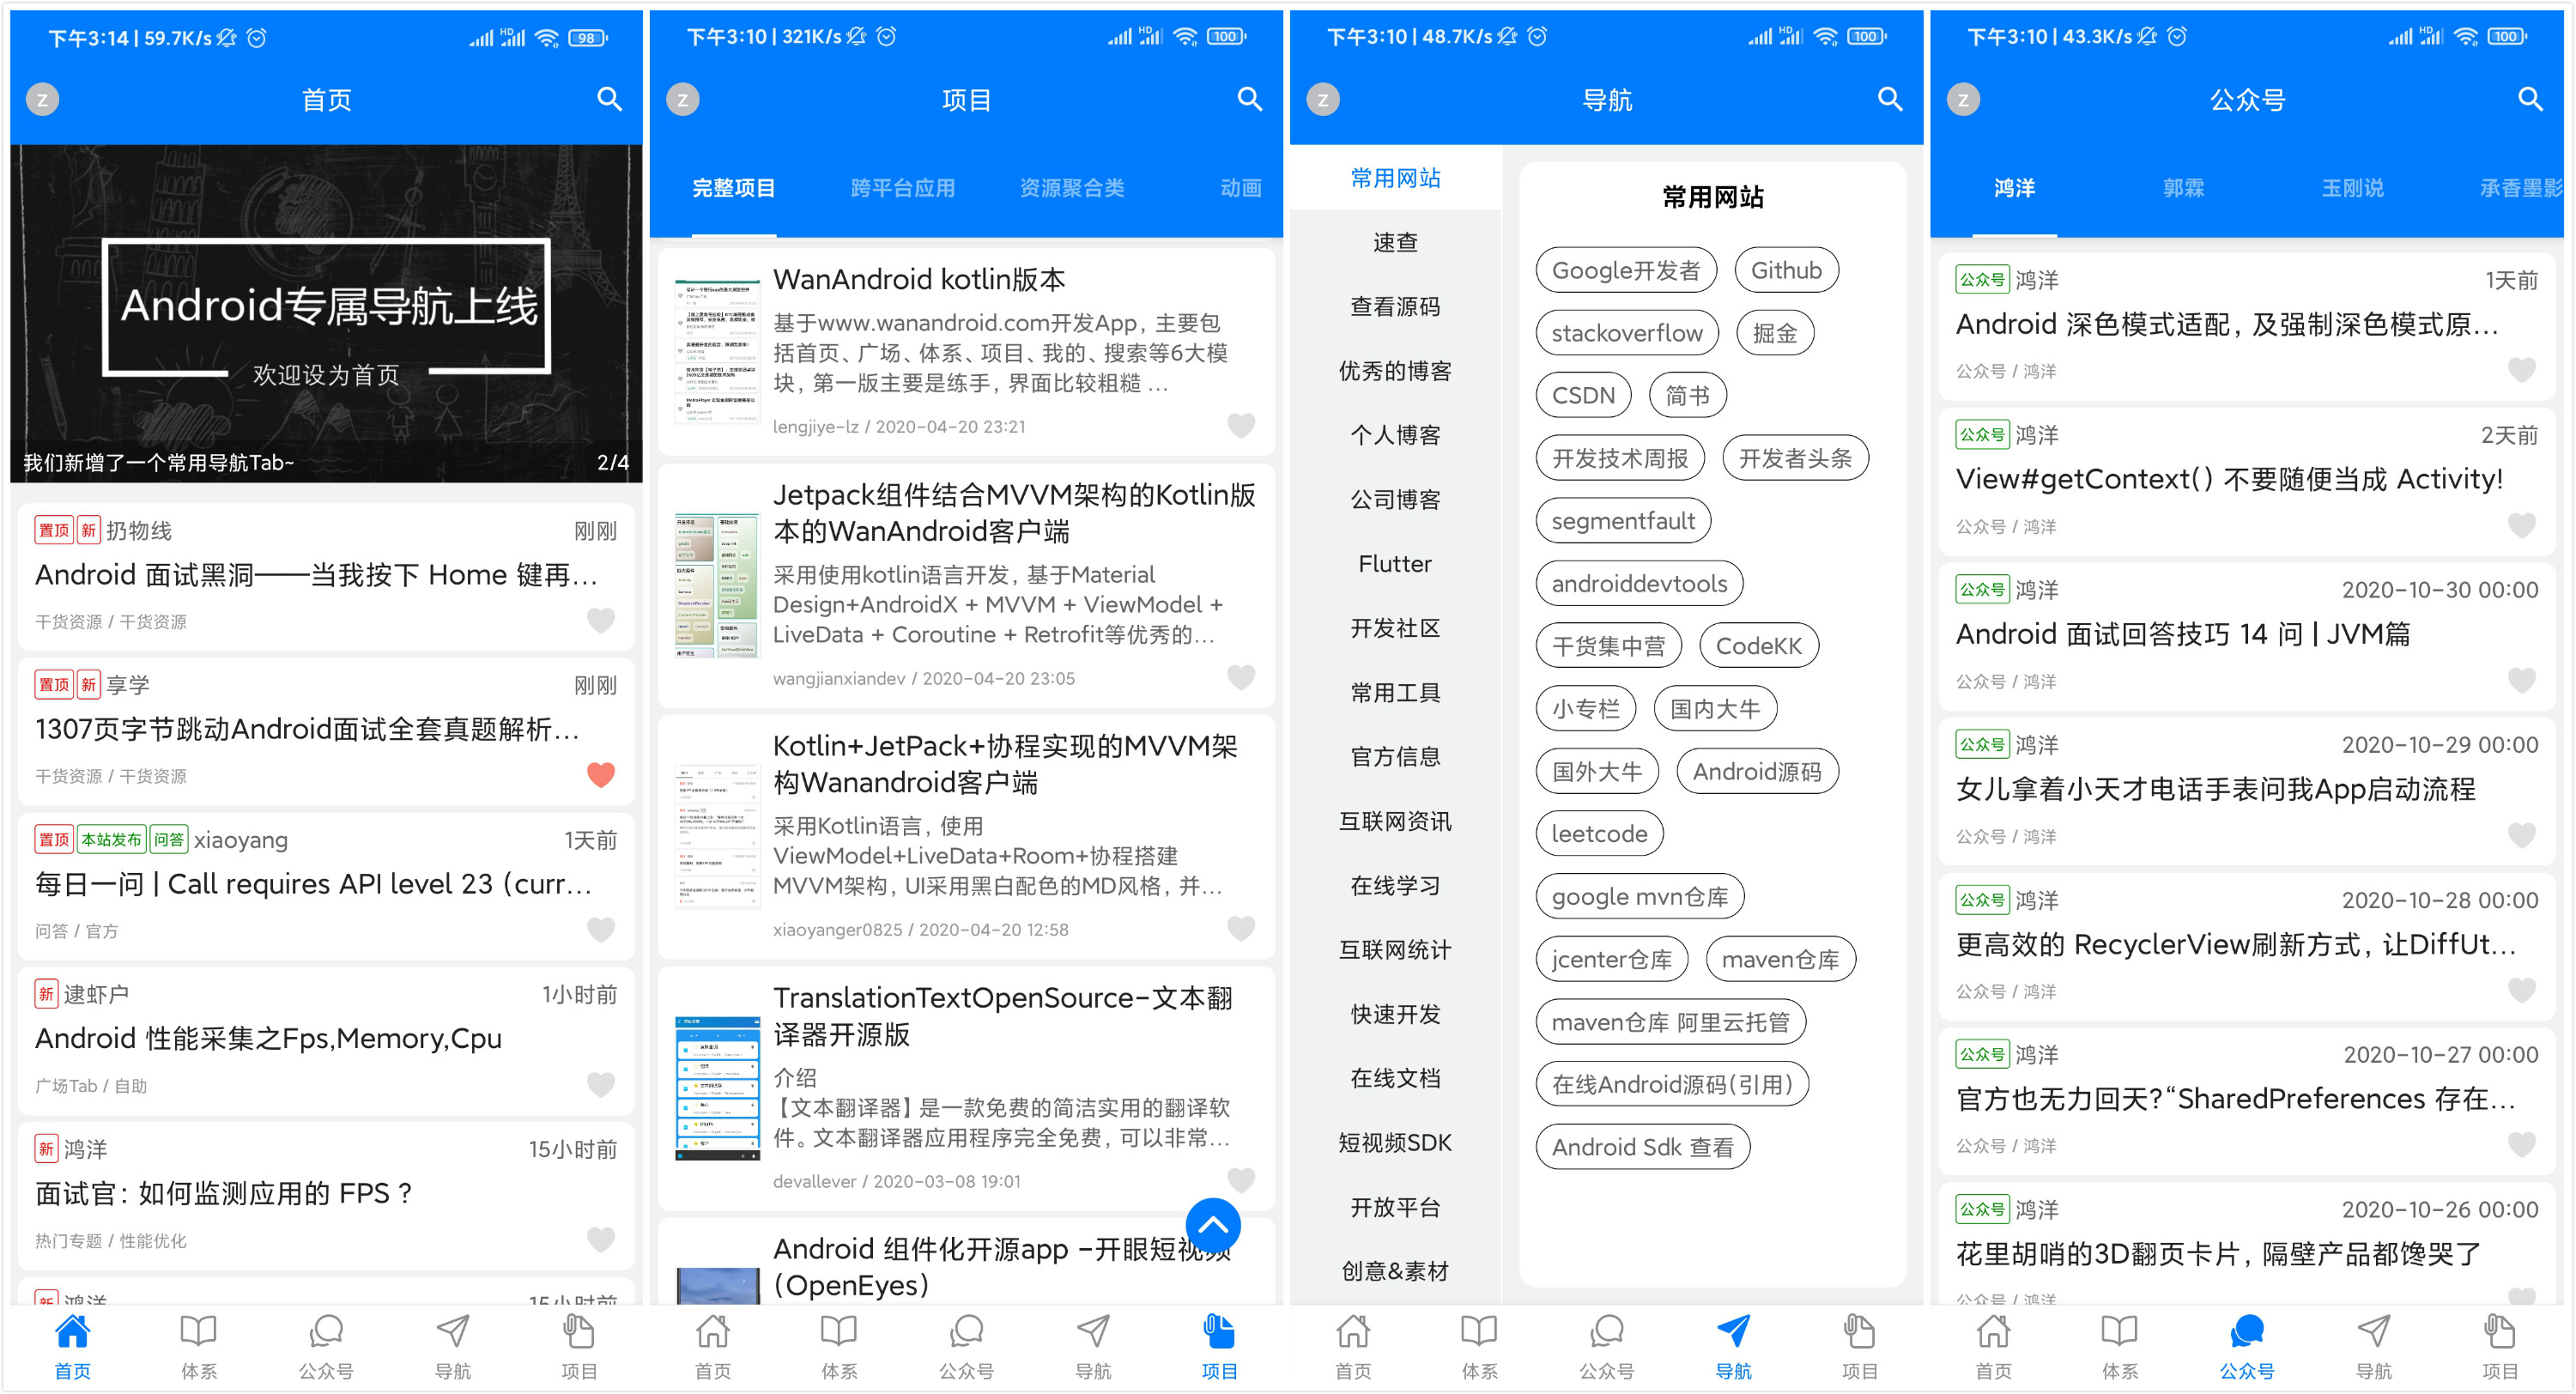 下午3:14 | 59.7K/s
HD
98
Z
首页
Android专属导航上线
欢迎设为首页
我们新增了一个常用导航Tab~
2/4
置顶 新 扔物线
刚刚
Android 面试黑洞——当我按下 Home 键再...
干货资源 / 干货资源
置顶 新 享学
刚刚
1307页字节跳动Android面试全套真题解析...
干货资源 / 干货资源
置顶 本站发布 问答 xiaoyang
1天前
每日一问 | Call requires API level 23 (curr...
问答 / 官方
新 逮虾户
1小时前
Android 性能采集之Fps,Memory,Cpu
广场Tab / 自助
新 鸿洋
15小时前
面试官：如何监测应用的 FPS ?
热门专题 / 性能优化
新 鸿洋
15小时前
首页
体系
公众号
导航
项目
下午3:10 | 321K/s
HD
100
Z
项目
完整项目
跨平台应用
资源聚合类
动画
WanAndroid kotlin版本
基于www.wanandroid.com开发App，主要包
括首页、广场、体系、项目、我的、搜索等6大模
块，第一版主要是练手，界面比较粗糙 ...
lengjiye-lz / 2020-04-20 23:21
Jetpack组件结合MVVM架构的Kotlin版
本的WanAndroid客户端
采用使用kotlin语言开发, 基于Material
Design+AndroidX + MVVM + ViewModel +
LiveData + Coroutine + Retrofit等优秀的...
wangjianxiandev / 2020-04-20 23:05
Kotlin+JetPack+协程实现的MVVM架
构Wanandroid客户端
采用Kotlin语言, 使用
ViewModel+LiveData+Room+协程搭建
MVVM架构, UI采用黑白配色的MD风格, 并...
xiaoyanger0825 / 2020-04-20 12:58
TranslationTextOpenSource-文本翻
译器开源版
介绍
【文本翻译器】是一款免费的简洁实用的翻译软
件。文本翻译器应用程序完全免费, 可以非常...
devallever / 2020-03-08 19:01
Android 组件化开源app -开眼短视频
(OpenEyes)
首页
体系
公众号
导航
项目
下午3:10 | 48.7K/s
HD
100
Z
导航
常用网站
速查
查看源码
优秀的博客
个人博客
公司博客
Flutter
开发社区
常用工具
官方信息
互联网资讯
在线学习
互联网统计
快速开发
在线文档
短视频SDK
开放平台
创意&素材
常用网站
Google开发者
Github
stackoverflow
掘金
CSDN
简书
开发技术周报
开发者头条
segmentfault
androiddevtools
干货集中营
CodeKK
小专栏
国内大牛
国外大牛
Android源码
leetcode
google mvn仓库
jcenter仓库
maven仓库
maven仓库 阿里云托管
在线Android源码(引用)
Android Sdk 查看
首页
体系
公众号
导航
项目
下午3:10 | 43.3K/s
HD
100
Z
公众号
鸿洋
郭霖
玉刚说
承香墨影
公众号 鸿洋
1天前
Android 深色模式适配, 及强制深色模式原...
公众号 / 鸿洋
公众号 鸿洋
2天前
View#getContext() 不要随便当成 Activity!
公众号 / 鸿洋
公众号 鸿洋
2020-10-30 00:00
Android 面试回答技巧 14 问 | JVM篇
公众号 / 鸿洋
公众号 鸿洋
2020-10-29 00:00
女儿拿着小天才电话手表问我App启动流程
公众号 / 鸿洋
公众号 鸿洋
2020-10-28 00:00
更高效的 RecyclerView刷新方式, 让DiffUt...
公众号 / 鸿洋
公众号 鸿洋
2020-10-27 00:00
官方也无力回天?“SharedPreferences 存在...
公众号 / 鸿洋
公众号 鸿洋
2020-10-26 00:00
花里胡哨的3D翻页卡片, 隔壁产品都馋哭了
公众号 / 鸿洋
首页
体系
公众号
导航
项目